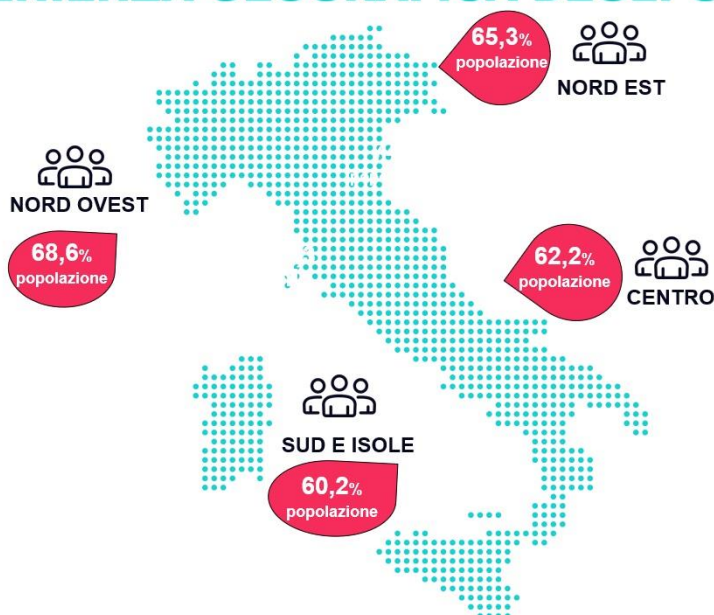 65,3%
popolazione
NORD EST
NORD OVEST
68,6%
popolazione
62,2%
popolazione
CENTRO
SUD E ISOLE
60,2%
popolazione